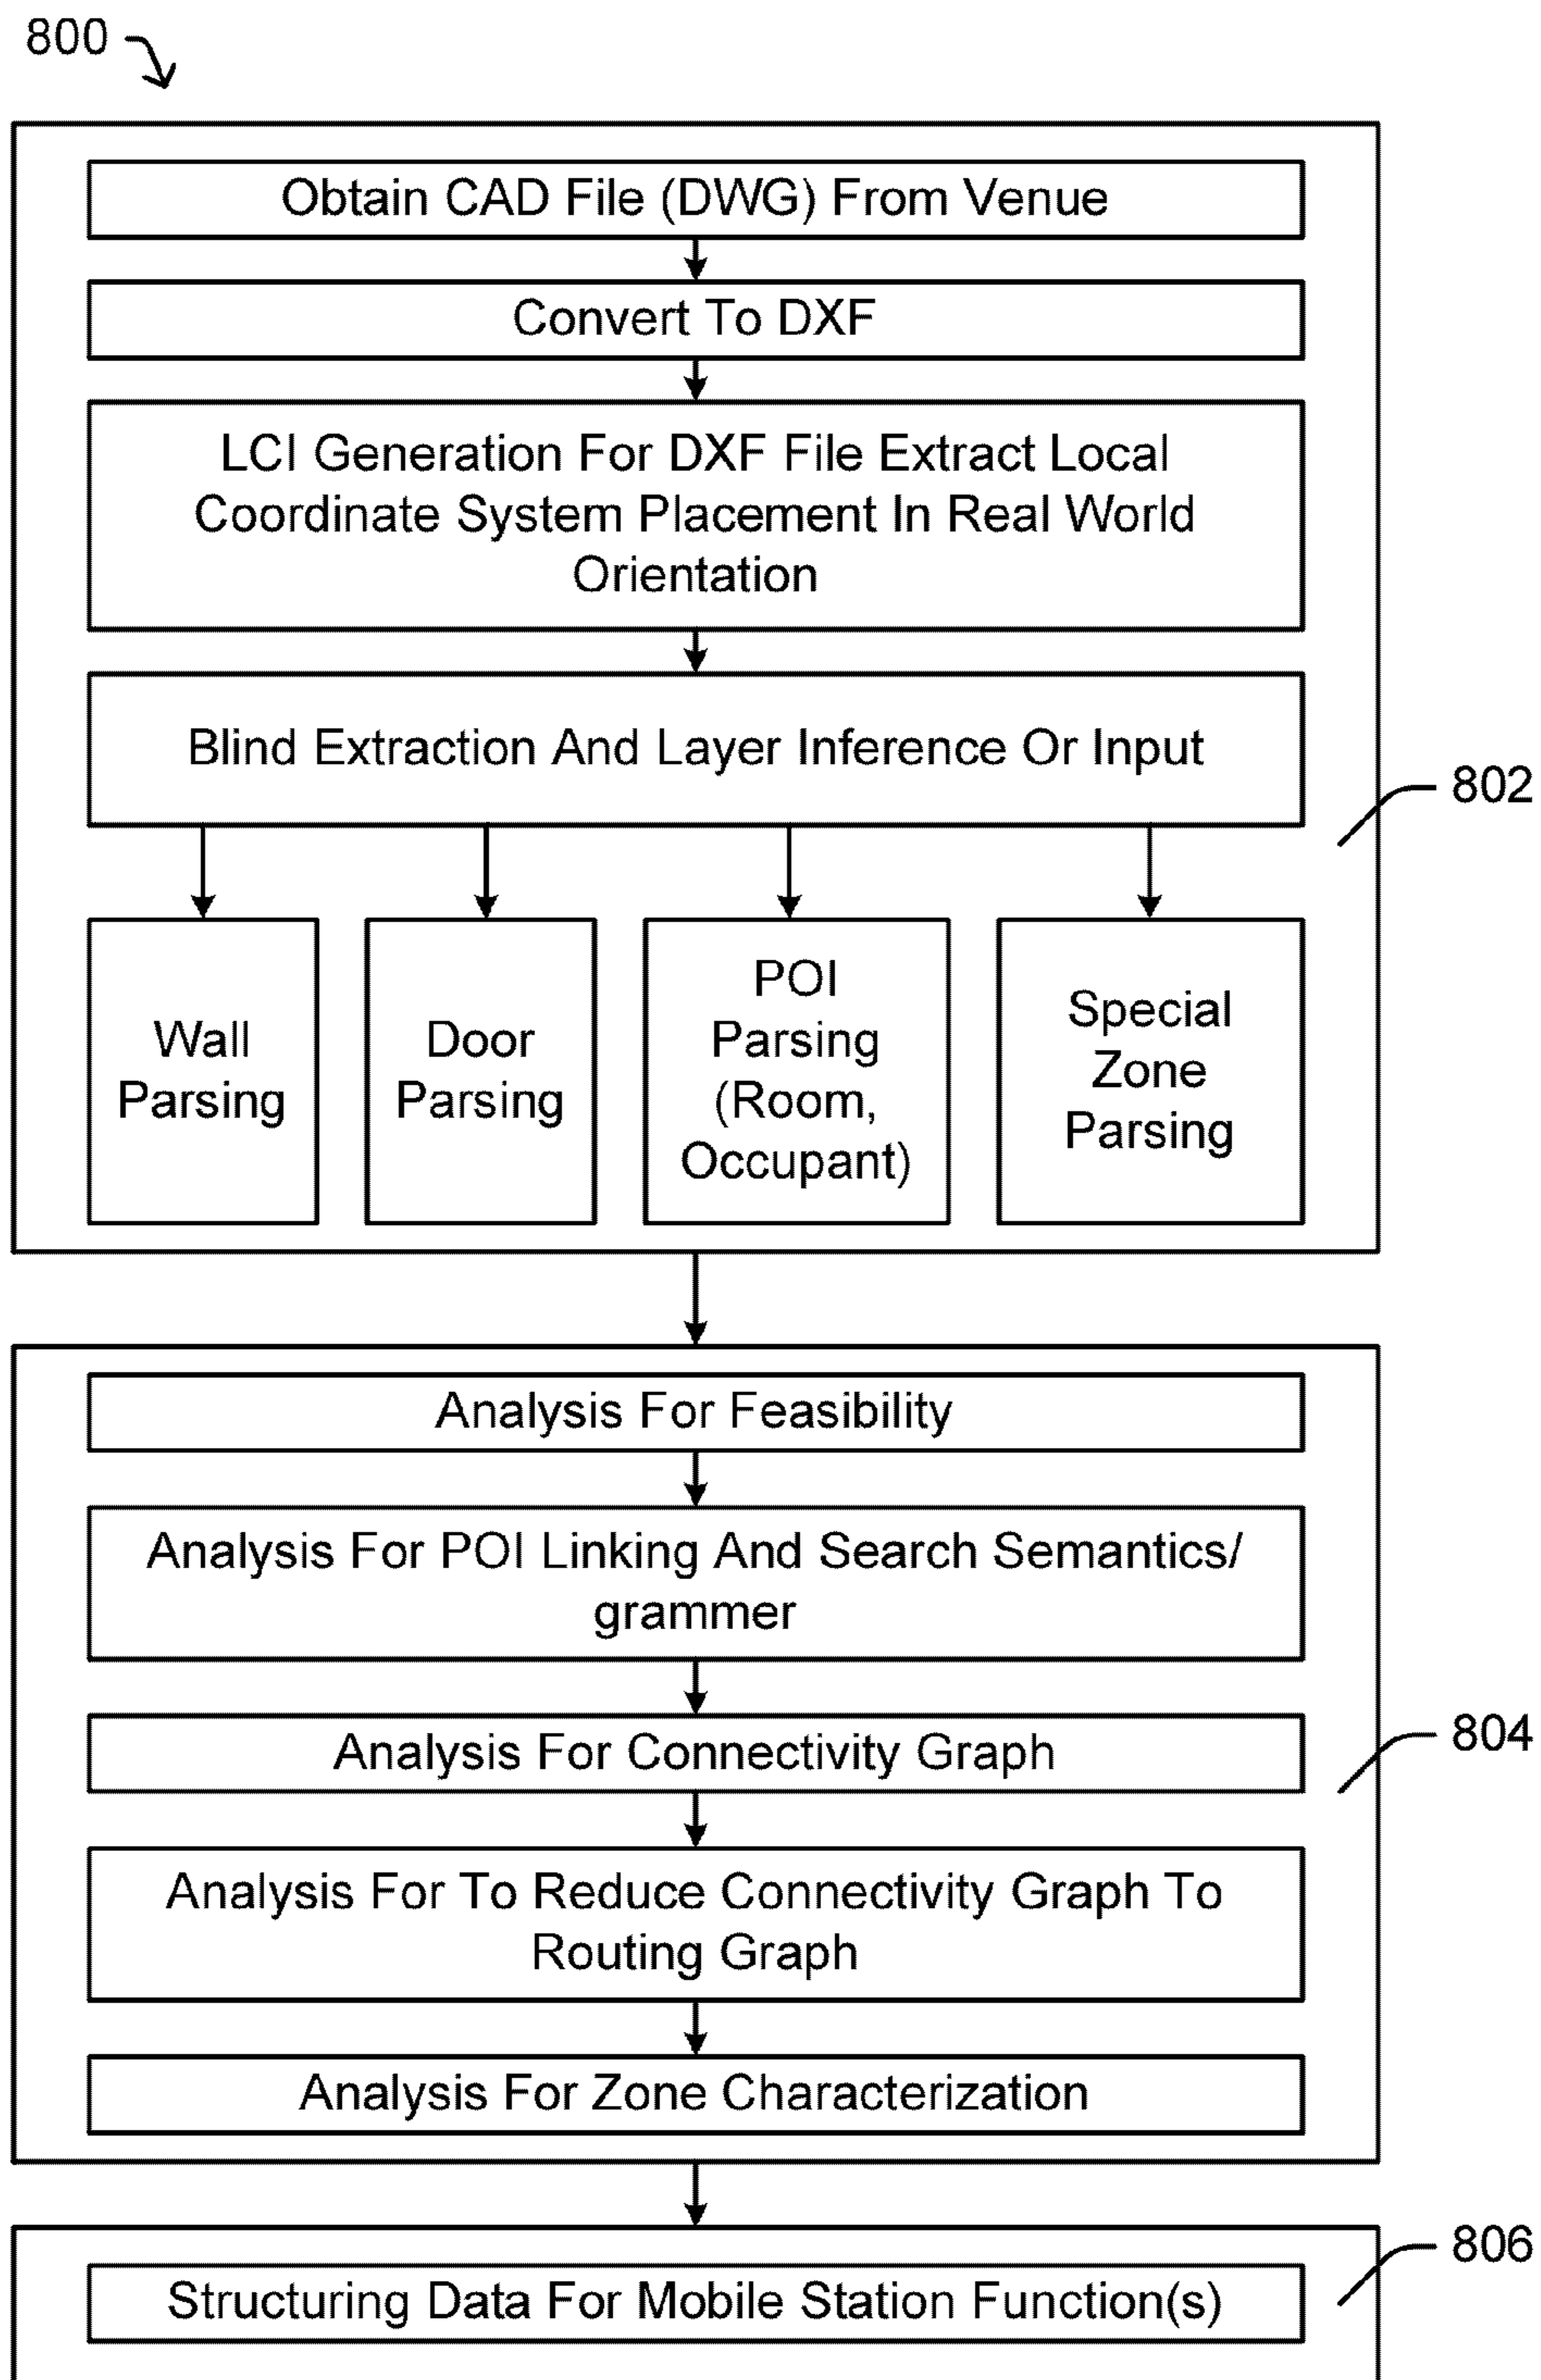 800
Obtain CAD File (DWG) From Venue
Convert To DXF
LCI Generation For DXF File Extract Local
Coordinate System Placement In Real World
Orientation
Blind Extraction And Layer Inference Or Input
802
Wall
Parsing
Door
Parsing
POI
Parsing
(Room,
Occupant)
Special
Zone
Parsing
Analysis For Feasibility
Analysis For POI Linking And Search Semantics/
grammer
Analysis For Connectivity Graph
804
Analysis For To Reduce Connectivity Graph To
Routing Graph
Analysis For Zone Characterization
806
Structuring Data For Mobile Station Function(s)